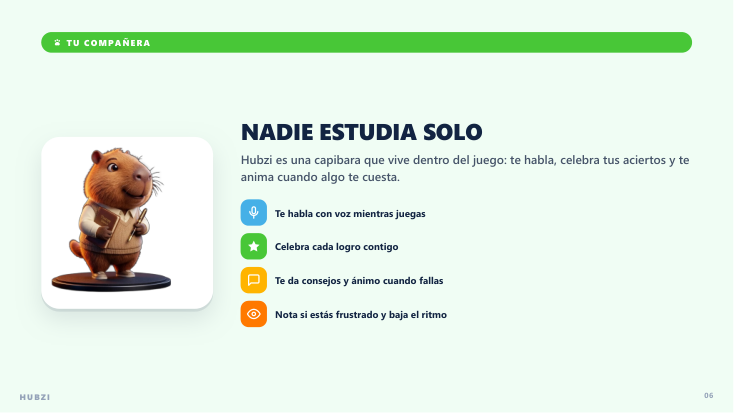 TU COMPAÑERA
NADIE ESTUDIA SOLO
Hubzi es una capibara que vive dentro del juego: te habla, celebra tus aciertos y te
anima cuando algo te cuesta.
Te habla con voz mientras juegas
Celebra cada logro contigo
Te da consejos y ánimo cuando fallas
Nota si estás frustrado y baja el ritmo
HUBZI
06